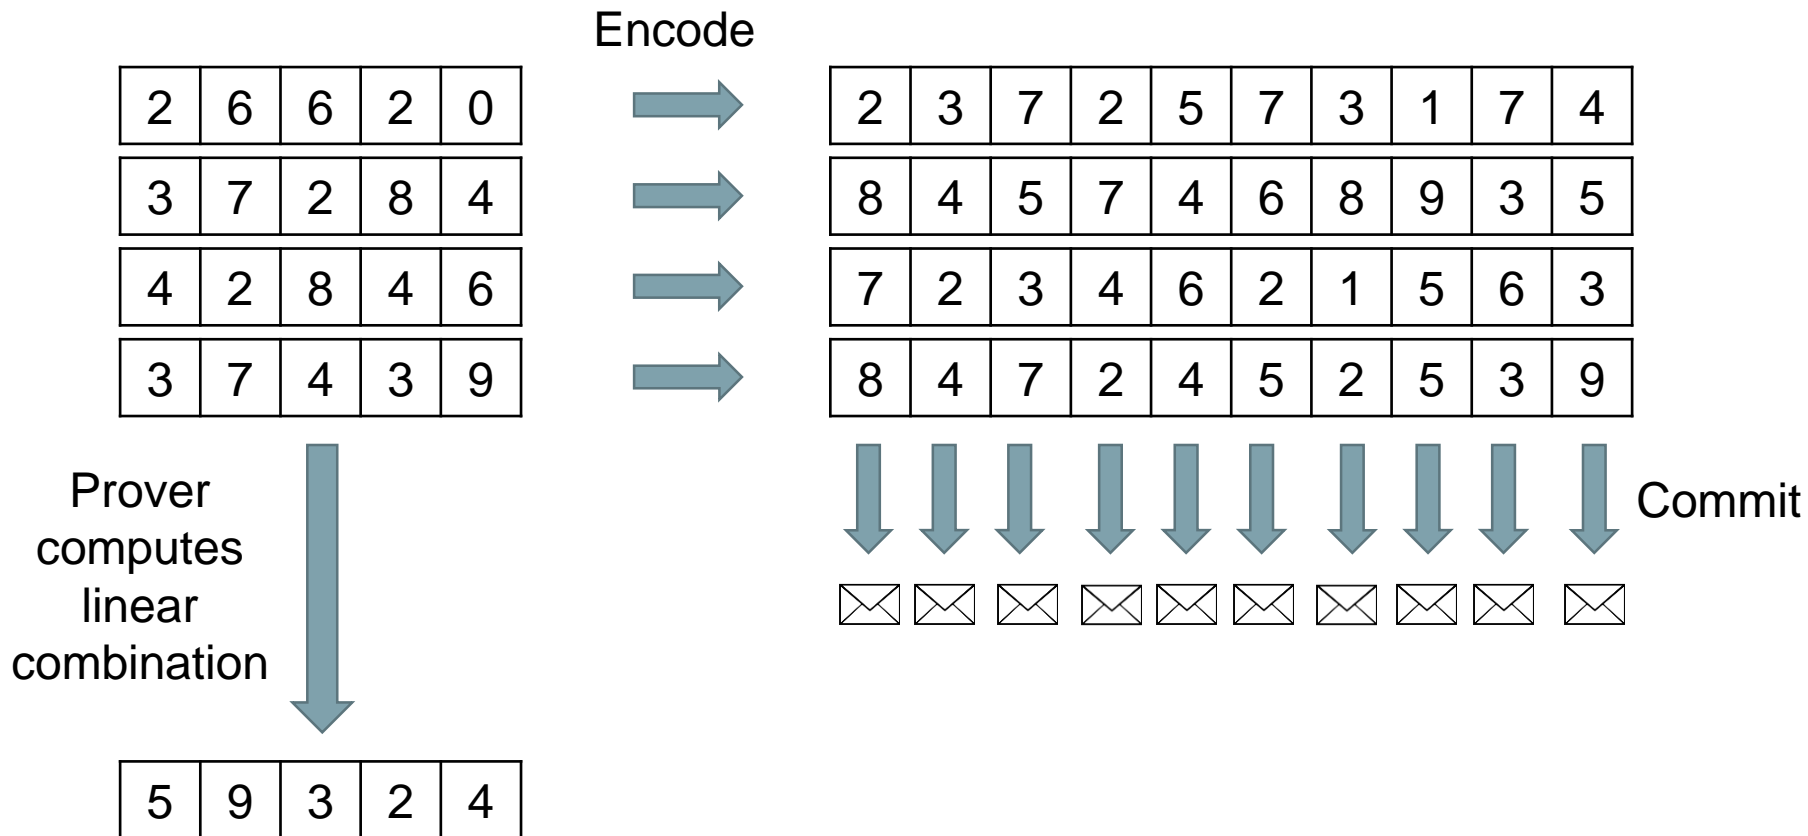 Encode
2 6 6 2 0
2 3 7 2 5 7 3 1 7 4
3 7 2 8 4
8 4 5 7 4 6 8 9 3 5
4 2 8 4 6
7 2 3 4 6 2 1 5 6 3
3 7 4 3 9
8 4 7 2 4 5 2 5 3 9
Prover
computes
linear
combination
Commit
5 9 3 2 4